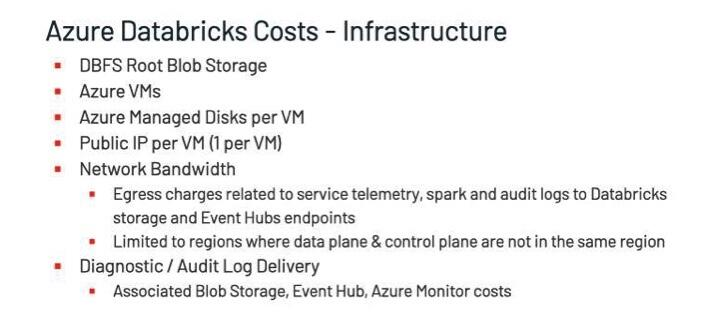 Azure Databricks Costs - Infrastructure
▪ DBFS Root Blob Storage
▪ Azure VMs
▪ Azure Managed Disks per VM
▪ Public IP per VM (1 per VM)
▪ Network Bandwidth
▪ Egress charges related to service telemetry, spark and audit logs to Databricks
storage and Event Hubs endpoints
▪ Limited to regions where data plane & control plane are not in the same region
▪ Diagnostic / Audit Log Delivery
▪ Associated Blob Storage, Event Hub, Azure Monitor costs